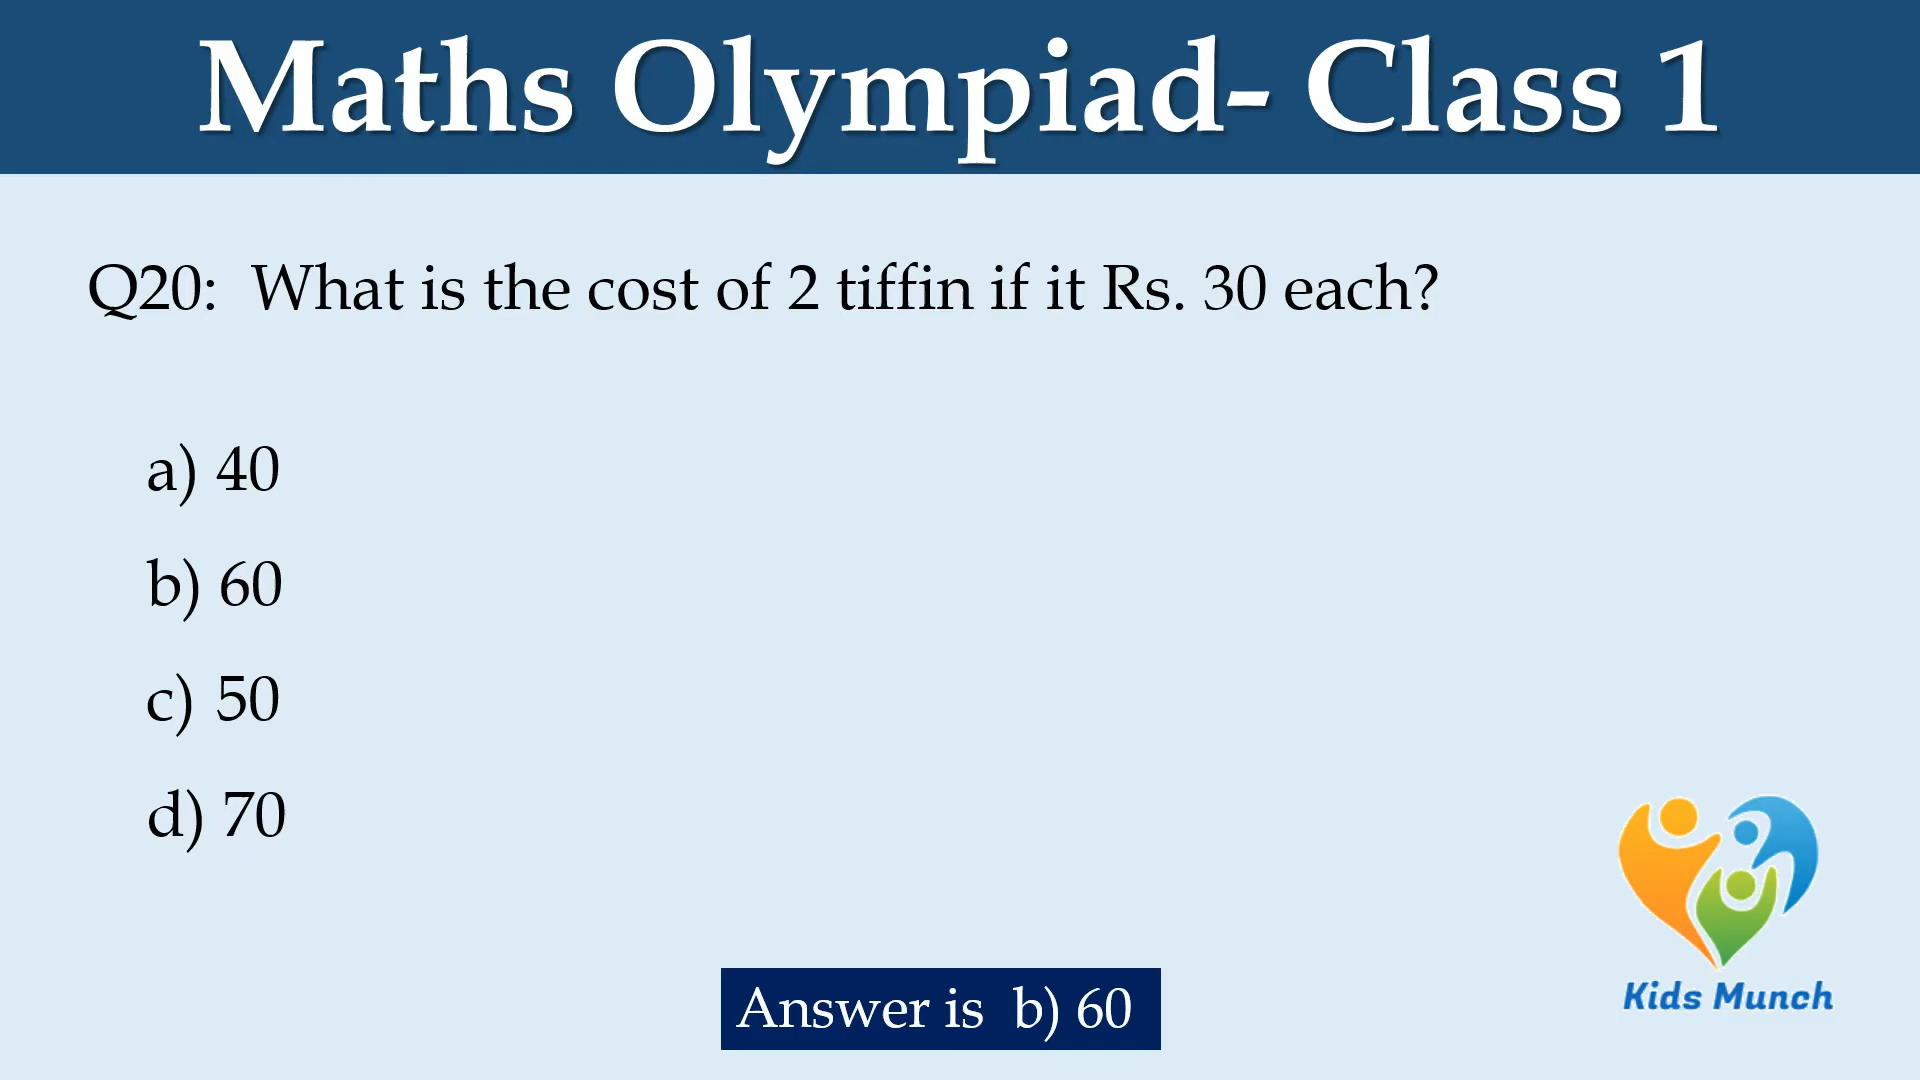 Maths Olympiad- Class 1
Q20: What is the cost of 2 tiffin if it Rs. 30 each?
a) 40
b) 60
c) 50
d) 70
Kids Munch
Answer is b) 60